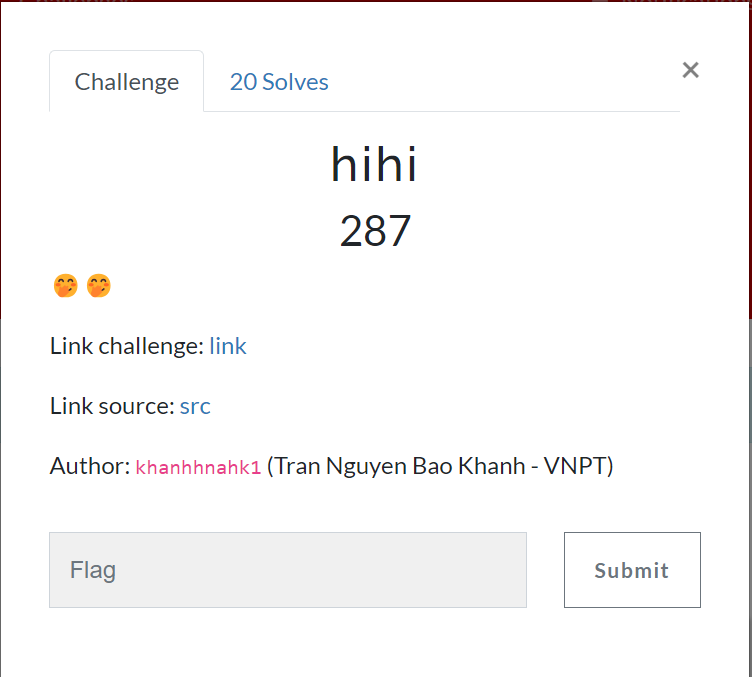 Challenge
20 Solves
×
hihi
287
🤭 🤭
Link challenge: link
Link source: src
Author: khanhhnahk1 (Tran Nguyen Bao Khanh - VNPT)
Flag
Submit